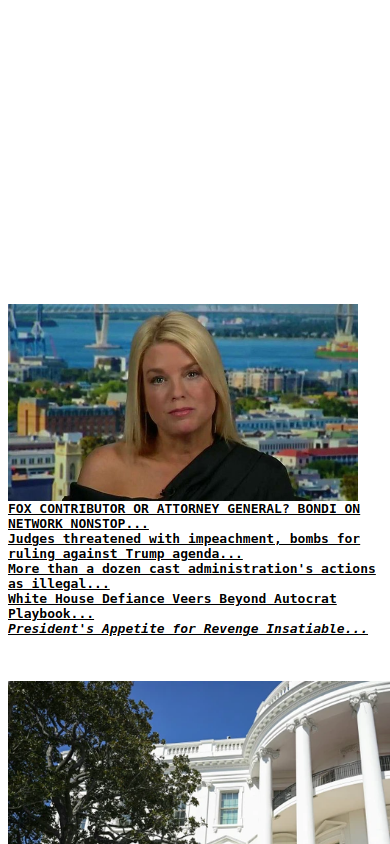 FOX CONTRIBUTOR OR ATTORNEY GENERAL? BONDI ON
NETWORK NONSTOP...
Judges threatened with impeachment, bombs for
ruling against Trump agenda...
More than a dozen cast administration's actions
as illegal...
White House Defiance Veers Beyond Autocrat
Playbook...
President's Appetite for Revenge Insatiable...